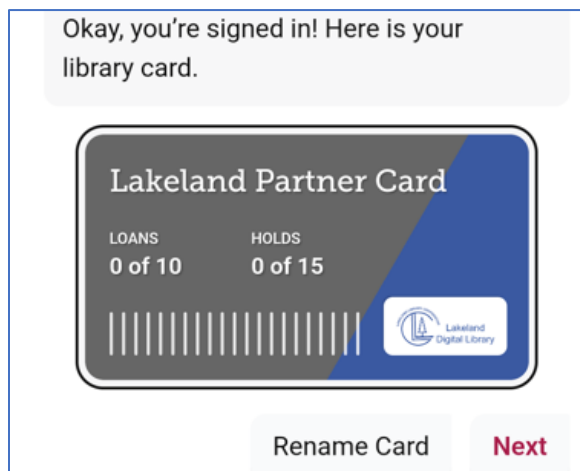 Okay, you’re signed in! Here is your
library card.
Lakeland Partner Card
LOANS
0 of 10
HOLDS
0 of 15
Lakeland
Digital Library
Rename Card
Next